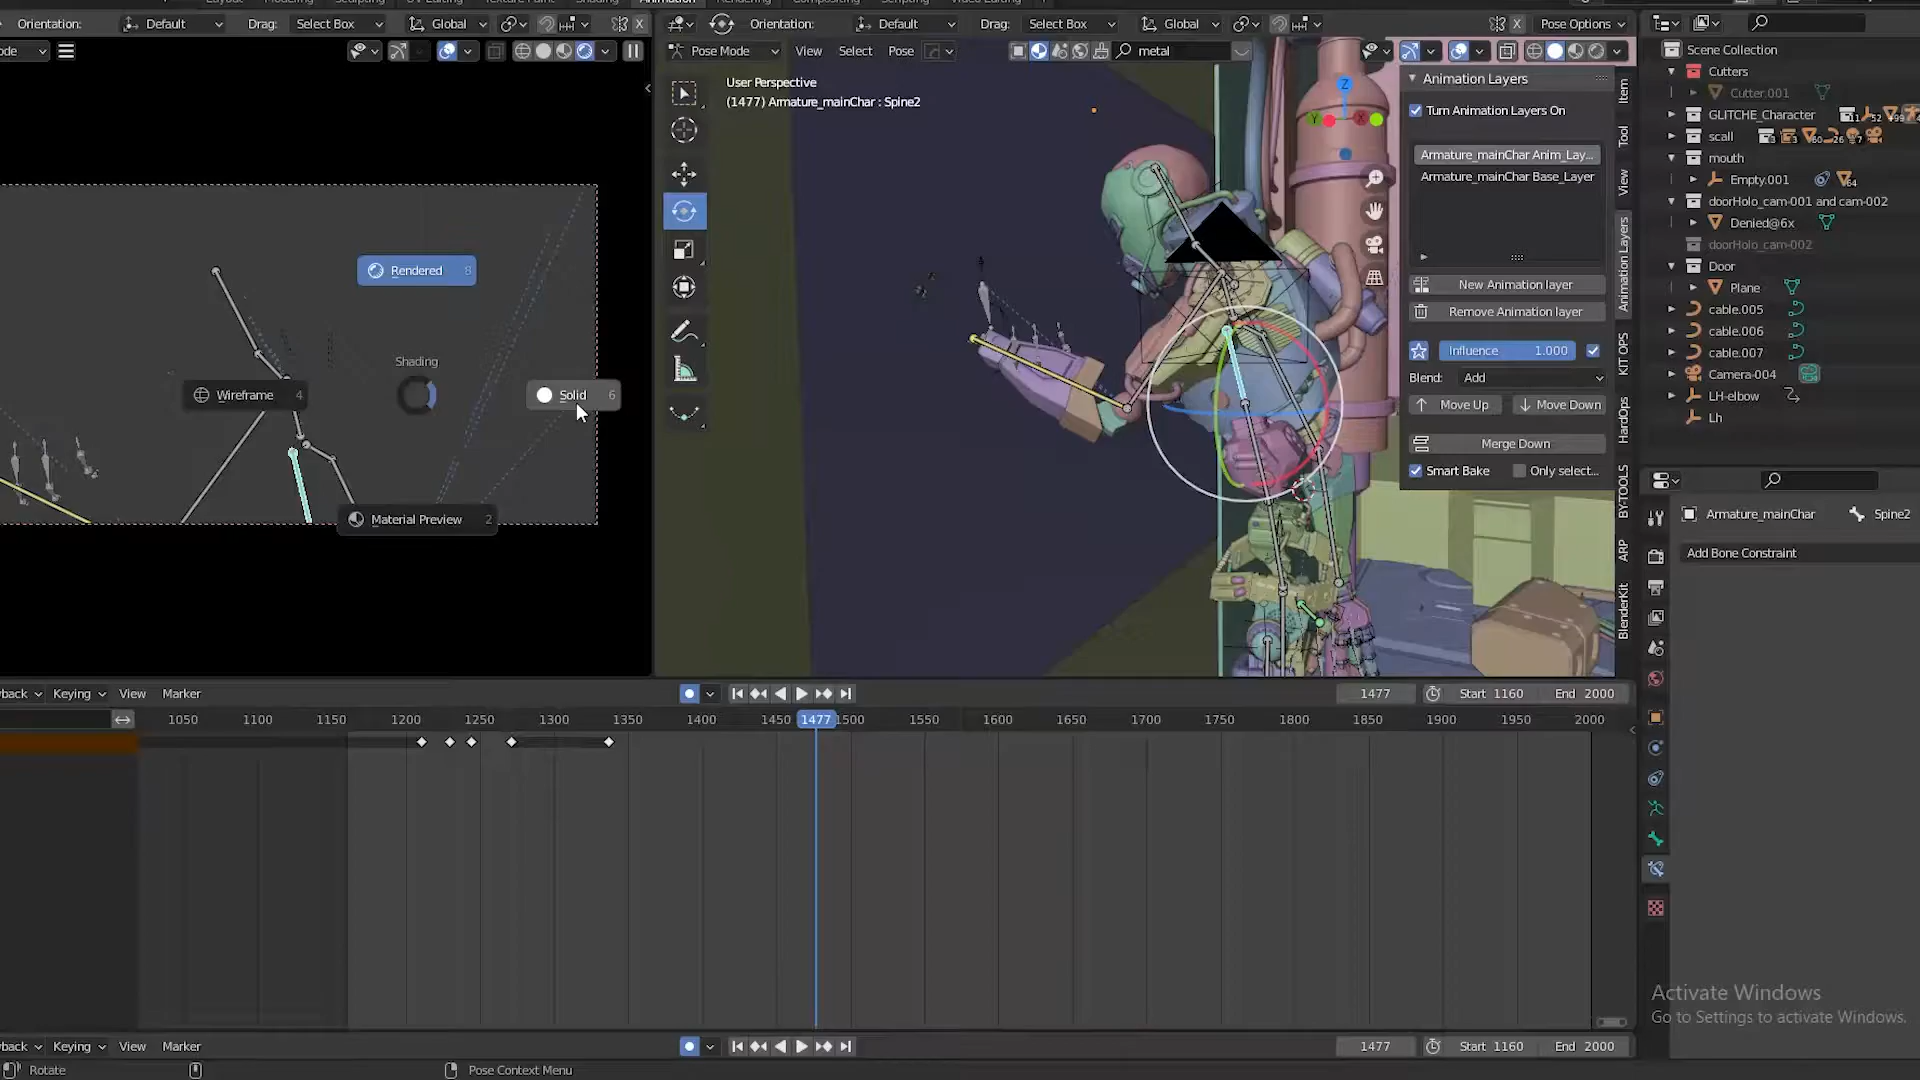 Orientation: Default Drag: Select Box Global
Orientation: Default Drag: Select Box Global Pose Options
Pose Mode View Select Pose metal
User Perspective
(1477) Armature_mainChar : Spine2
Rendered 8
Shading
Wireframe 4
Solid 6
Material Preview 2
Animation Layers
Turn Animation Layers On
Armature_mainChar Anim_Lay...
Armature_mainChar Base_Layer
New Animation layer
Remove Animation layer
Influence 1.000
Blend: Add
Move Up Move Down
Merge Down
Smart Bake Only select...
Item
Tool
View
Animation Layers
KIT OPS
HardOps
BY-TOOLS
ARP
BlenderKit
Scene Collection
Cutters
Cutter.001
GLITCHE_Character
scall
mouth
Empty.001
doorHolo_cam-001 and cam-002
Denied@6x
doorHolo_cam-002
Door
Plane
cable.005
cable.006
cable.007
Camera-004
LH-elbow
Lh
Armature_mainChar Spine2
Add Bone Constraint
Keying View Marker 1477 Start 1160 End 2000
1050 1100 1150 1200 1250 1300 1350 1400 1450 1477 1500 1550 1600 1650 1700 1750 1800 1850 1900 1950 2000
Keying View Marker 1477 Start 1160 End 2000
Rotate Pose Context Menu
Activate Windows
Go to Settings to activate Windows.